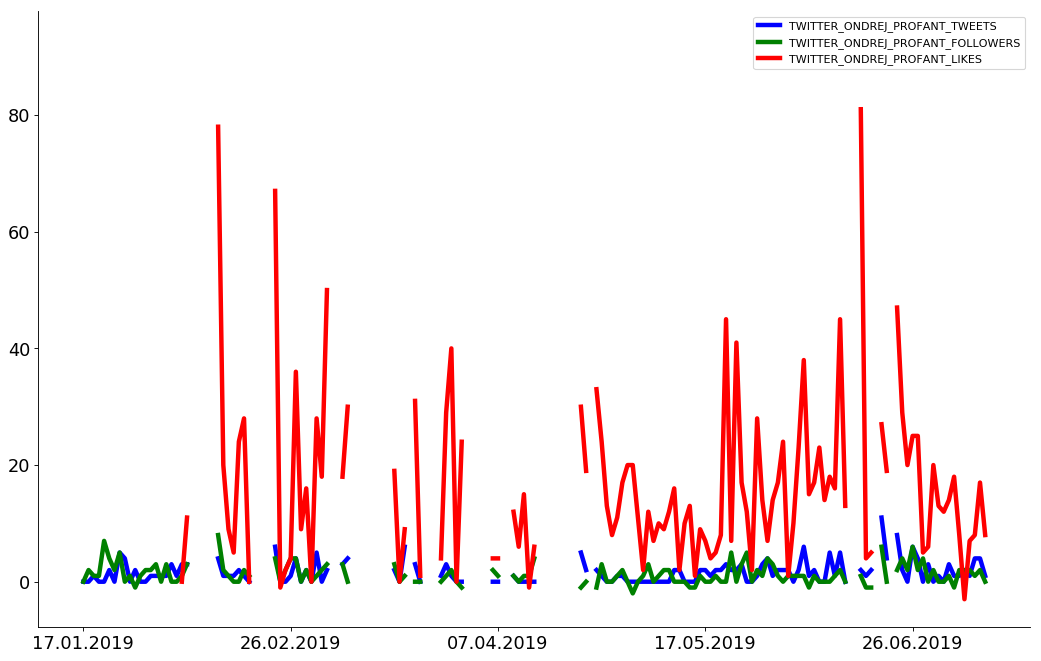 TWITTER_ONDREJ_PROFANT_TWEETS
TWITTER_ONDREJ_PROFANT_FOLLOWERS
TWITTER_ONDREJ_PROFANT_LIKES
80
60
40
20
0
17.01.2019 26.02.2019 07.04.2019 17.05.2019 26.06.2019